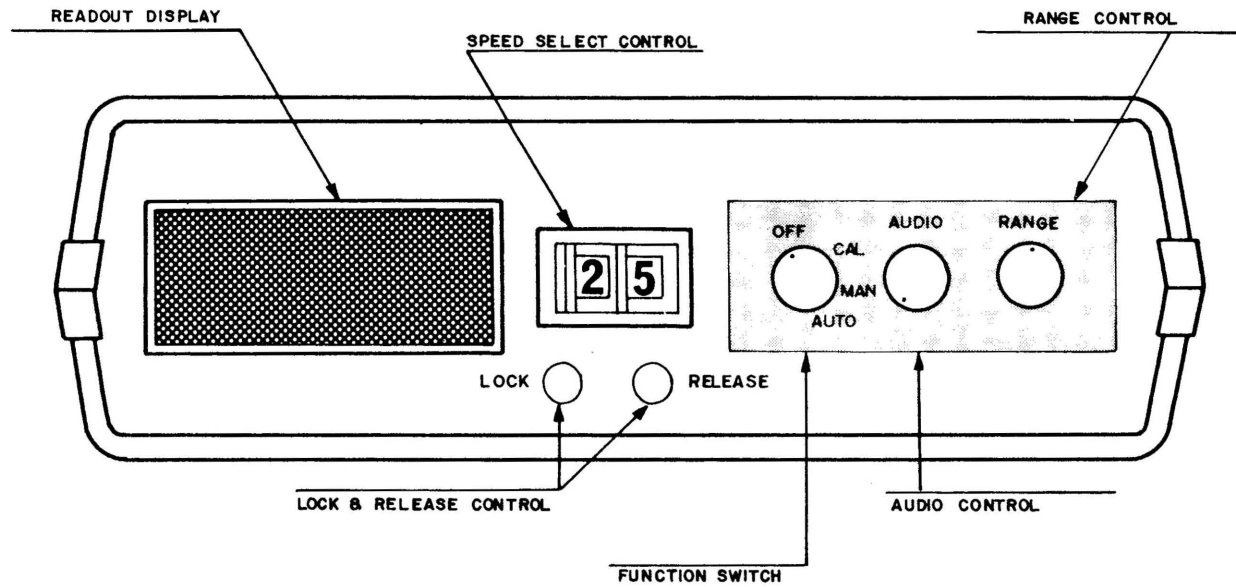 READOUT DISPLAY
SPEED SELECT CONTROL
RANGE CONTROL
OFF
CAL.
MAN
AUTO
AUDIO
RANGE
2 5
LOCK
RELEASE
LOCK & RELEASE CONTROL
AUDIO CONTROL
FUNCTION SWITCH